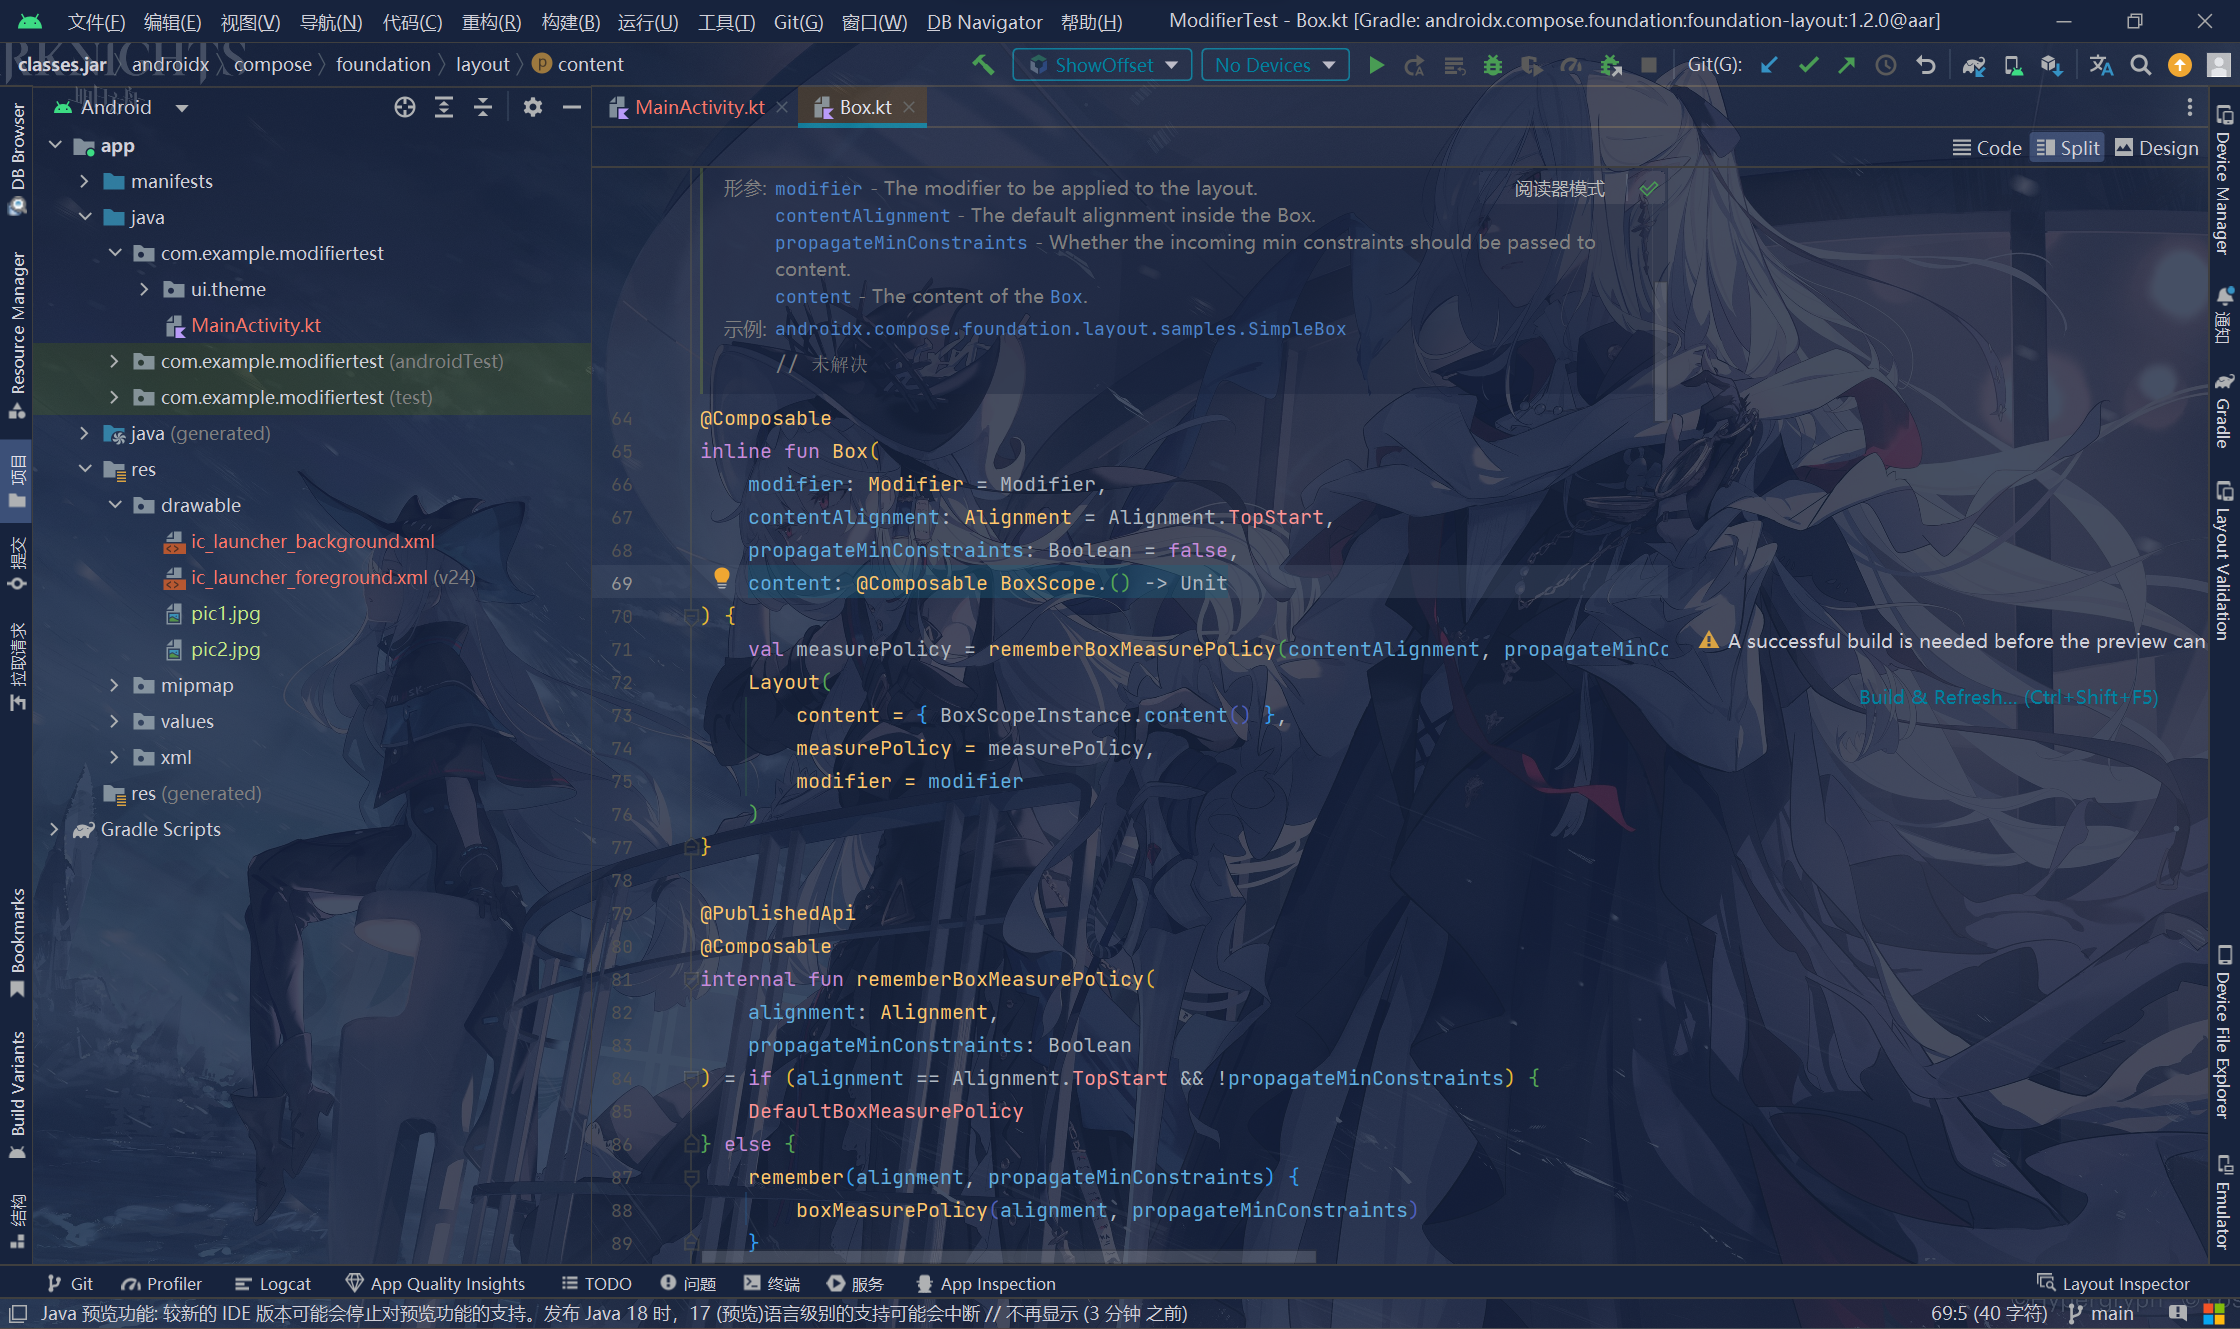 文件(F) 编辑(E) 视图(V) 导航(N) 代码(C) 重构(R) 构建(B) 运行(U) 工具(T) Git(G) 窗口(W) DB Navigator 帮助(H) ModifierTest - Box.kt [Gradle: androidx.compose.foundation:foundation-layout:1.2.0@aar]
classes.jar androidx compose foundation layout content ShowOffset No Devices Git(G):
Android MainActivity.kt Box.kt
Code Split Design
app
manifests
java
com.example.modifiertest
ui.theme
MainActivity.kt
com.example.modifiertest (androidTest)
com.example.modifiertest (test)
java (generated)
res
drawable
ic_launcher_background.xml
ic_launcher_foreground.xml (v24)
pic1.jpg
pic2.jpg
mipmap
values
xml
res (generated)
Gradle Scripts
DB Browser
Resource Manager
项目
提交
拉取请求
Bookmarks
Build Variants
结构
形参: modifier - The modifier to be applied to the layout.
contentAlignment - The default alignment inside the Box.
propagateMinConstraints - Whether the incoming min constraints should be passed to
content.
content - The content of the Box.
示例: androidx.compose.foundation.layout.samples.SimpleBox
// 未解决
阅读器模式
64 @Composable
65 inline fun Box(
66 modifier: Modifier = Modifier,
67 contentAlignment: Alignment = Alignment.TopStart,
68 propagateMinConstraints: Boolean = false,
69 content: @Composable BoxScope.() -> Unit
70 ) {
71 val measurePolicy = rememberBoxMeasurePolicy(contentAlignment, propagateMinCo
72 Layout(
73 content = { BoxScopeInstance.content() },
74 measurePolicy = measurePolicy,
75 modifier = modifier
76 )
77 }
78
79 @PublishedApi
80 @Composable
81 internal fun rememberBoxMeasurePolicy(
82 alignment: Alignment,
83 propagateMinConstraints: Boolean
84 ) = if (alignment == Alignment.TopStart && !propagateMinConstraints) {
85 DefaultBoxMeasurePolicy
86 } else {
87 remember(alignment, propagateMinConstraints) {
88 boxMeasurePolicy(alignment, propagateMinConstraints)
89 }
A successful build is needed before the preview can
Build & Refresh... (Ctrl+Shift+F5)
Device Manager
通知
Gradle
Layout Validation
Device File Explorer
Emulator
Git Profiler Logcat App Quality Insights TODO 问题 终端 服务 App Inspection Layout Inspector
Java 预览功能: 较新的 IDE 版本可能会停止对预览功能的支持。发布 Java 18 时，17 (预览)语言级别的支持可能会中断 // 不再显示 (3 分钟 之前) 69:5 (40 字符) main